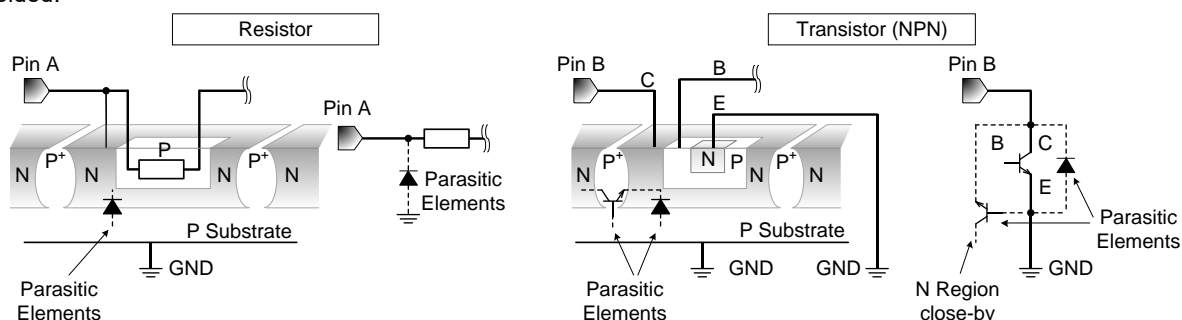 Resistor
Transistor (NPN)
Pin A
Pin A
P
N
P+
N
N
P+
N
Parasitic
Elements
P Substrate
GND
Parasitic
Elements
Pin B
C
B
E
N
P+
N
N
P
N
P+
N
P Substrate
GND
GND
Parasitic
Elements
Pin B
B
C
E
Parasitic
Elements
GND
N Region
close-by